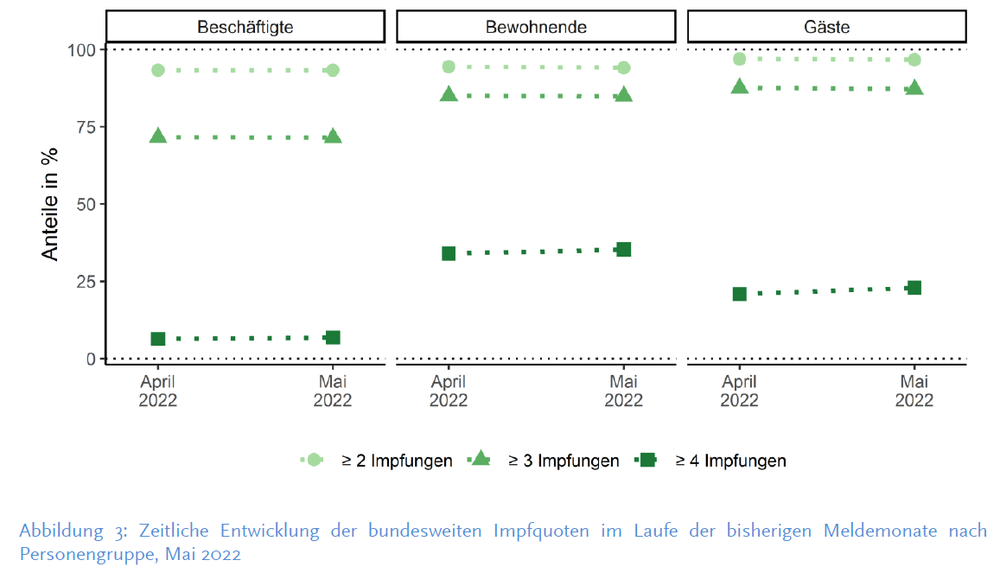 Beschäftigte
Bewohnende
Gäste
100
75
50
25
0
Anteile in %
April
2022
Mai
2022
April
2022
Mai
2022
April
2022
Mai
2022
≥ 2 Impfungen
≥ 3 Impfungen
≥ 4 Impfungen
Abbildung 3: Zeitliche Entwicklung der bundesweiten Impfquoten im Laufe der bisherigen Meldemonate nach
Personengruppe, Mai 2022